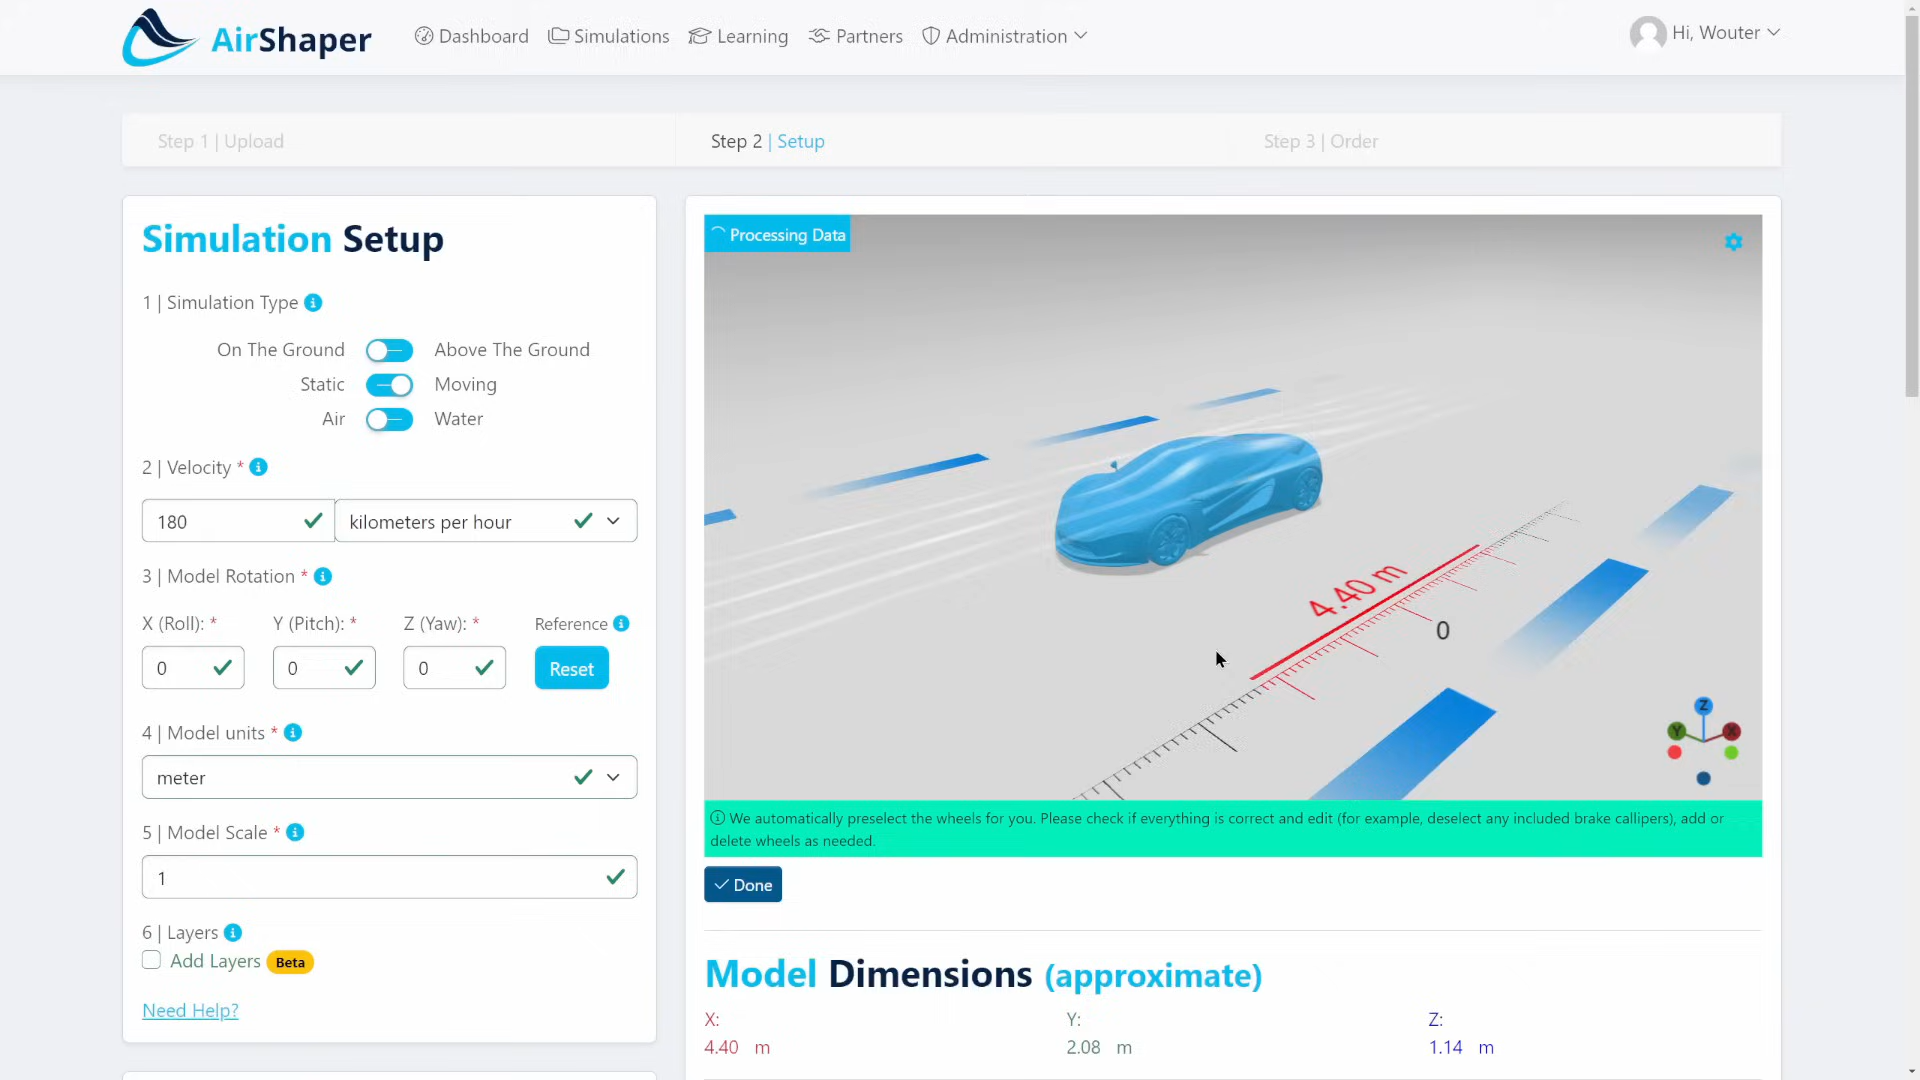 AirShaper
Dashboard
Simulations
Learning
Partners
Administration
Hi, Wouter
Step 1 | Upload
Step 2 | Setup
Step 3 | Order
Simulation Setup
1 | Simulation Type
On The Ground
Above The Ground
Static
Moving
Air
Water
2 | Velocity *
180
kilometers per hour
3 | Model Rotation *
X (Roll): *
Y (Pitch): *
Z (Yaw): *
Reference
0
0
0
Reset
4 | Model units *
meter
5 | Model Scale *
1
6 | Layers
Add Layers Beta
Need Help?
Processing Data
4.40 m
0
Z
Y
X
We automatically preselect the wheels for you. Please check if everything is correct and edit (for example, deselect any included brake callipers), add or
delete wheels as needed.
Done
Model Dimensions (approximate)
X:
Y:
Z:
4.40 m
2.08 m
1.14 m